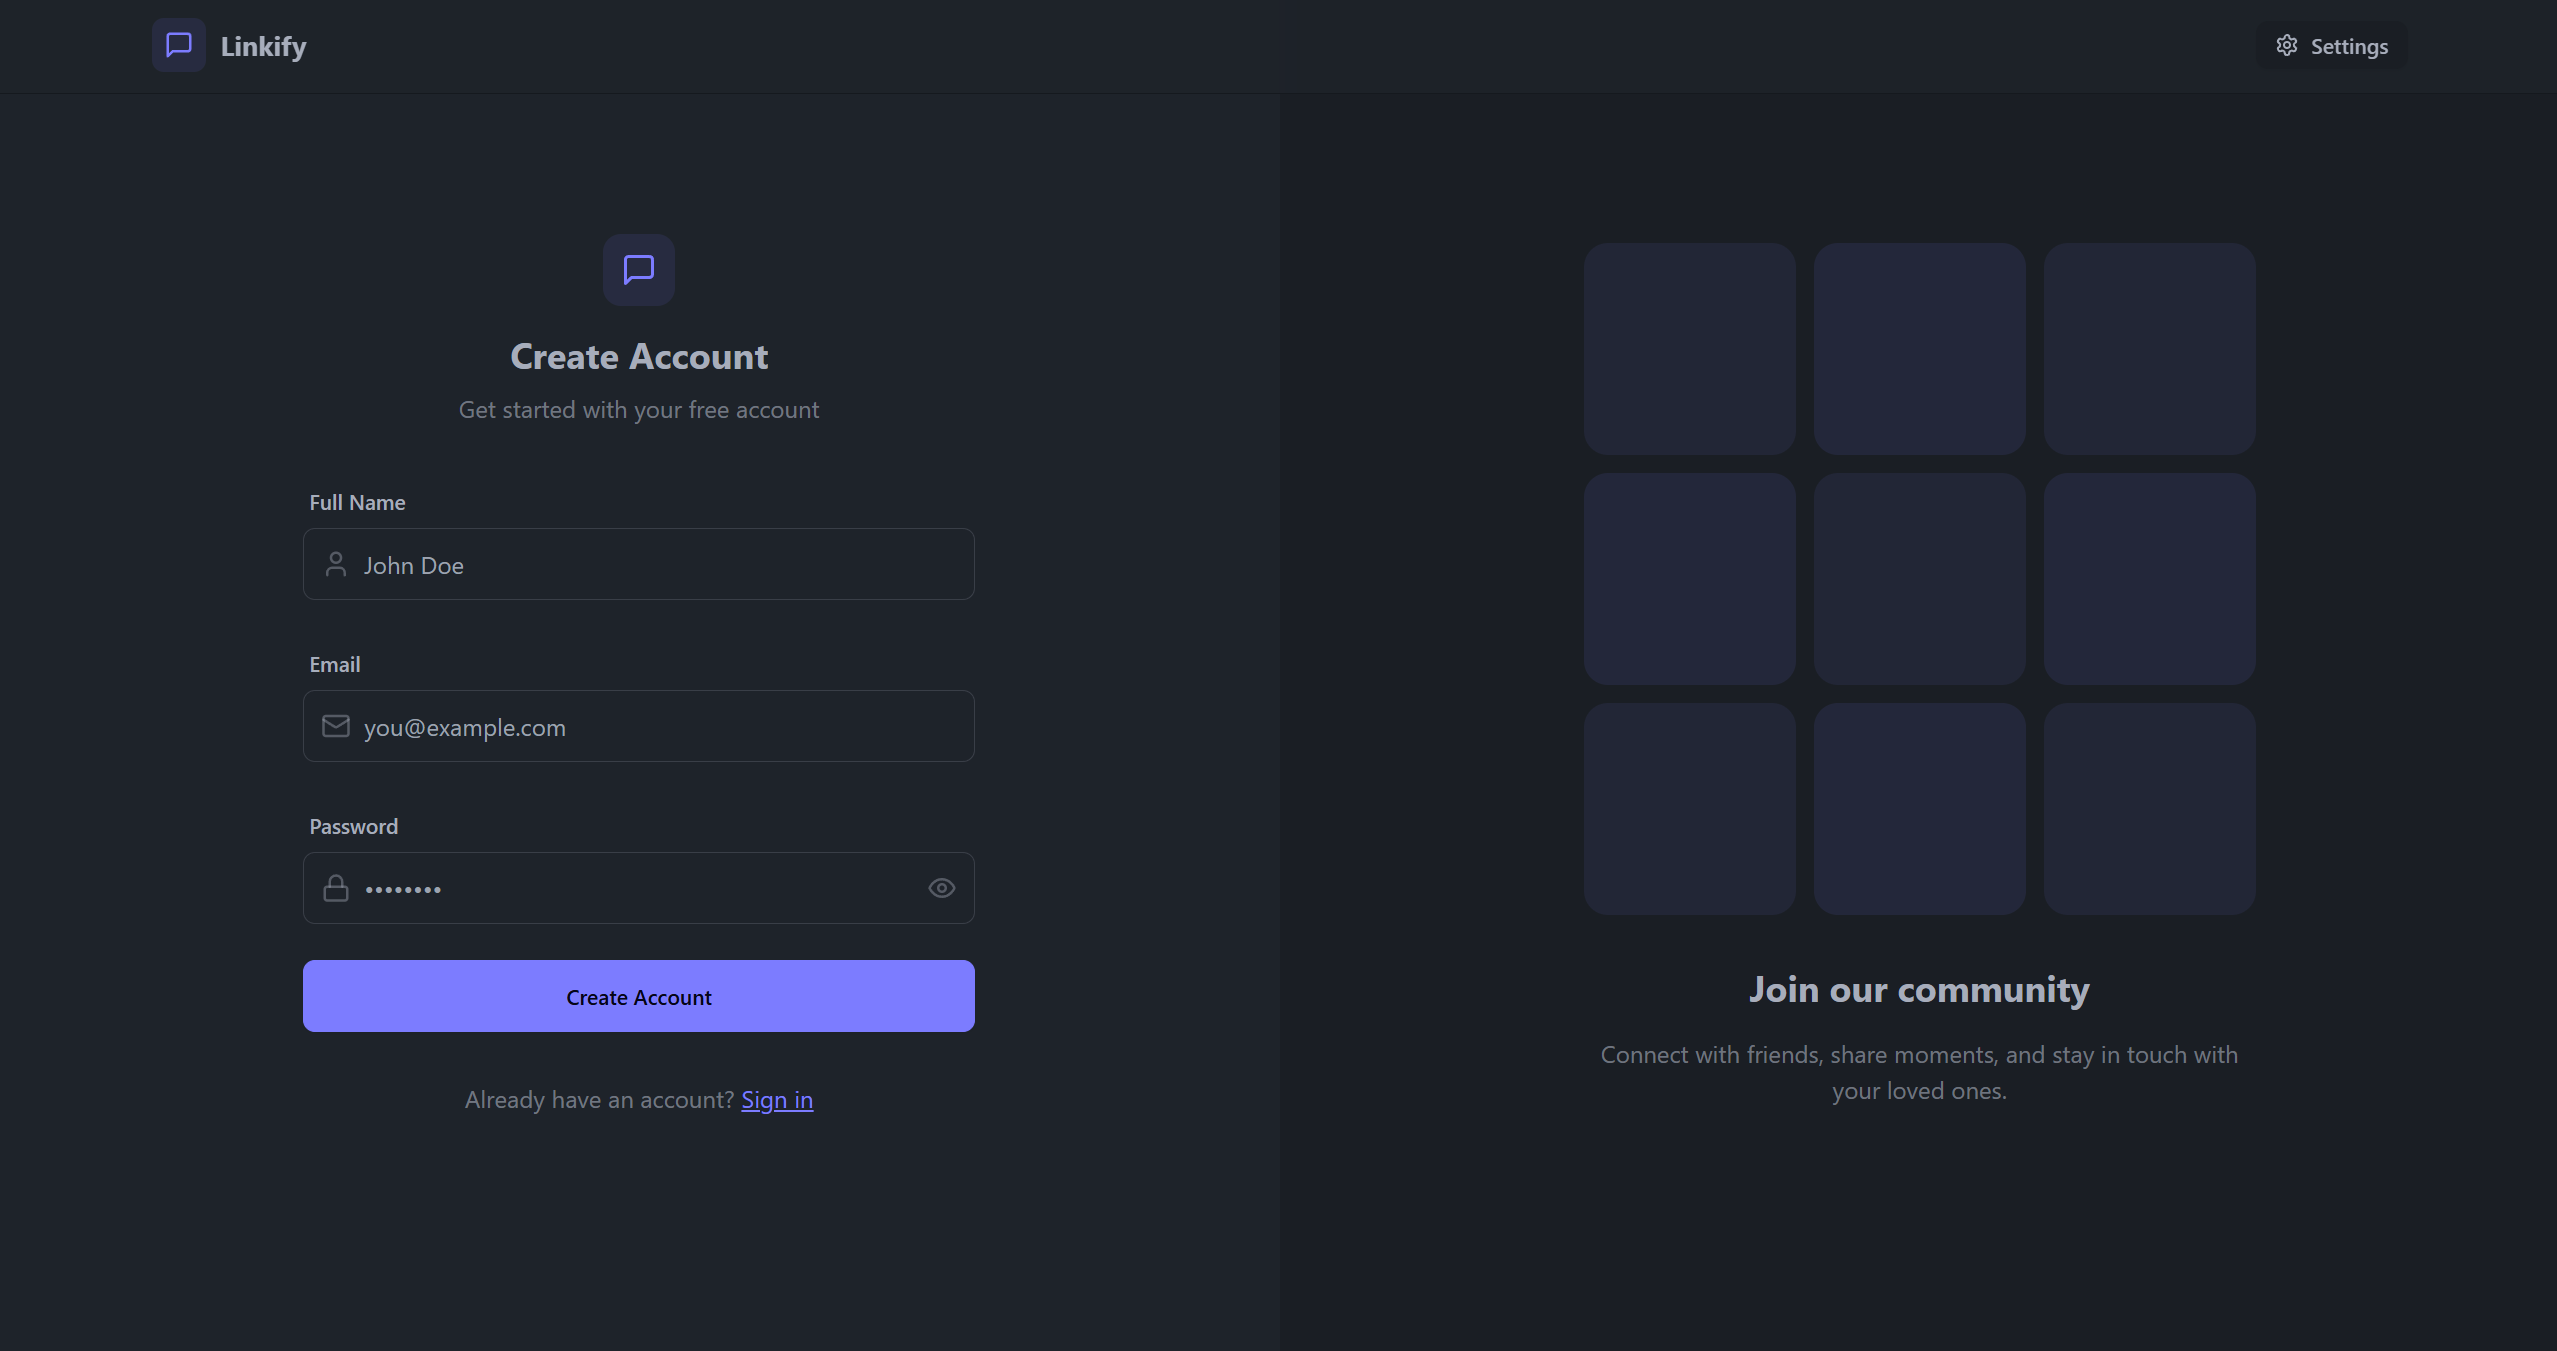 Linkify
Settings
Create Account
Get started with your free account
Full Name
John Doe
Email
you@example.com
Password
••••••••
Create Account
Already have an account? Sign in
Join our community
Connect with friends, share moments, and stay in touch with
your loved ones.